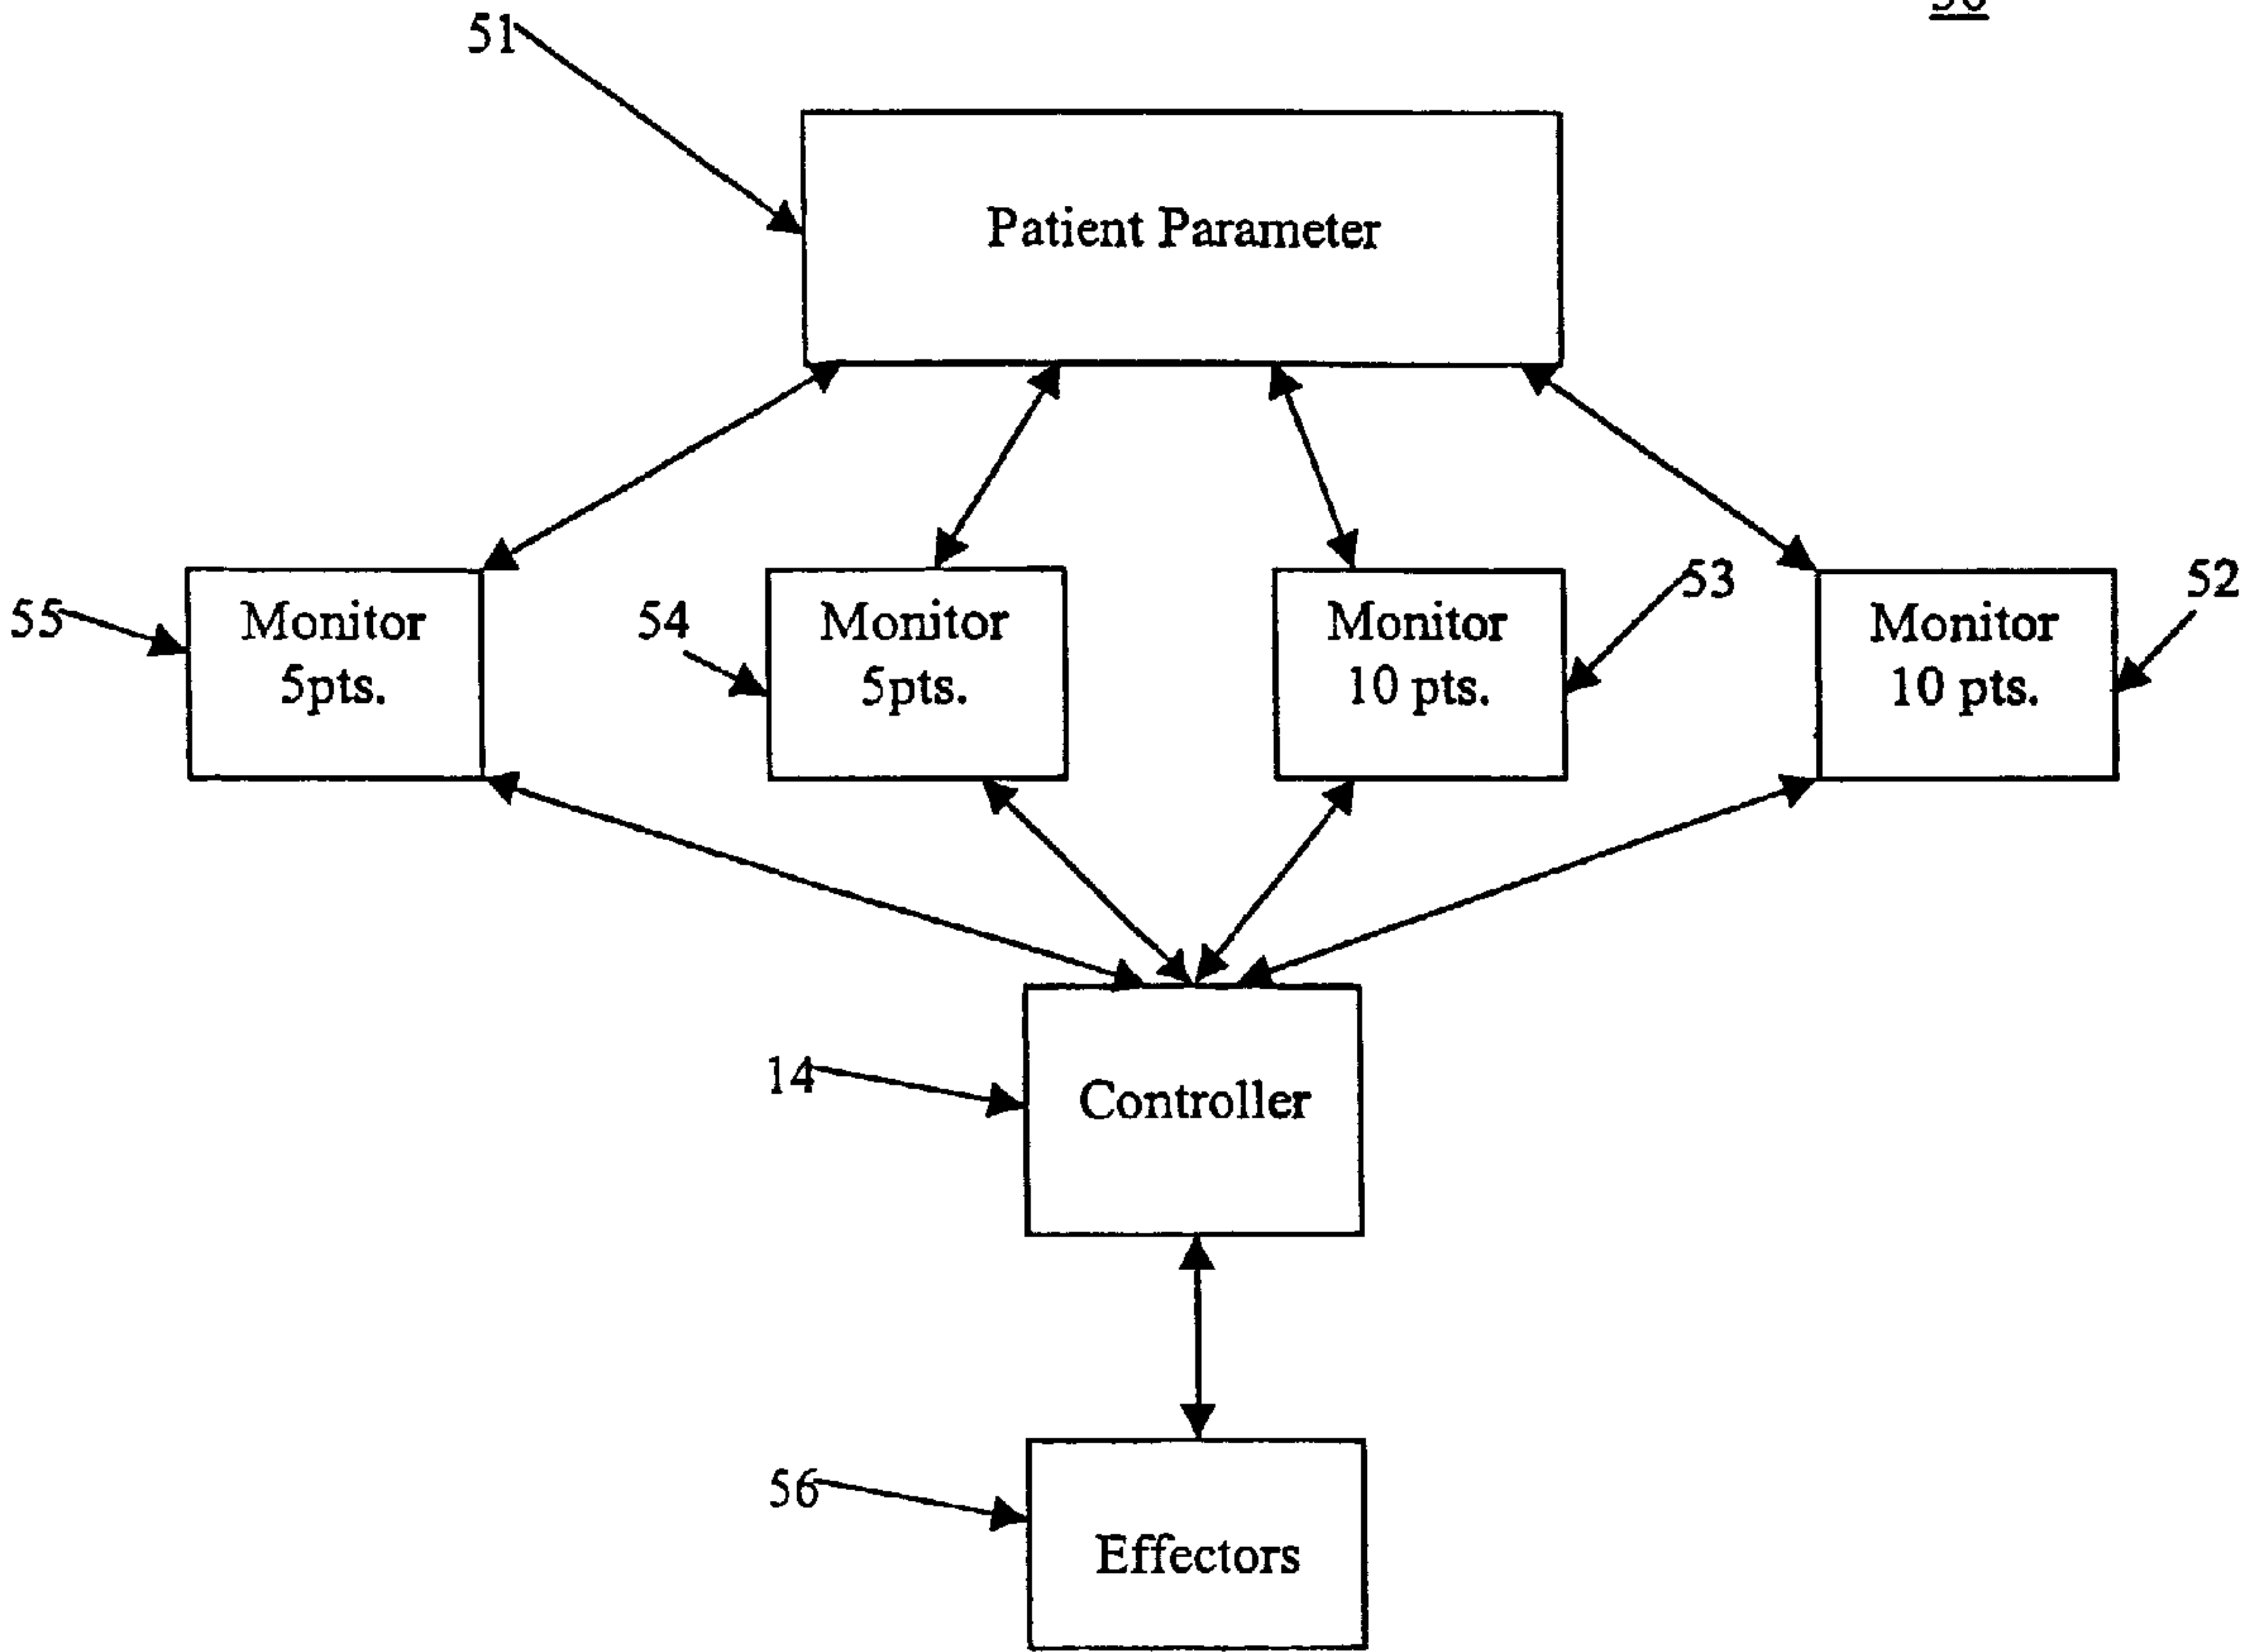 51
Patient Parameter
55
Monitor
5pts.
54
Monitor
5pts.
Monitor
10 pts.
53
Monitor
10 pts.
52
14
Controller
56
Effectors